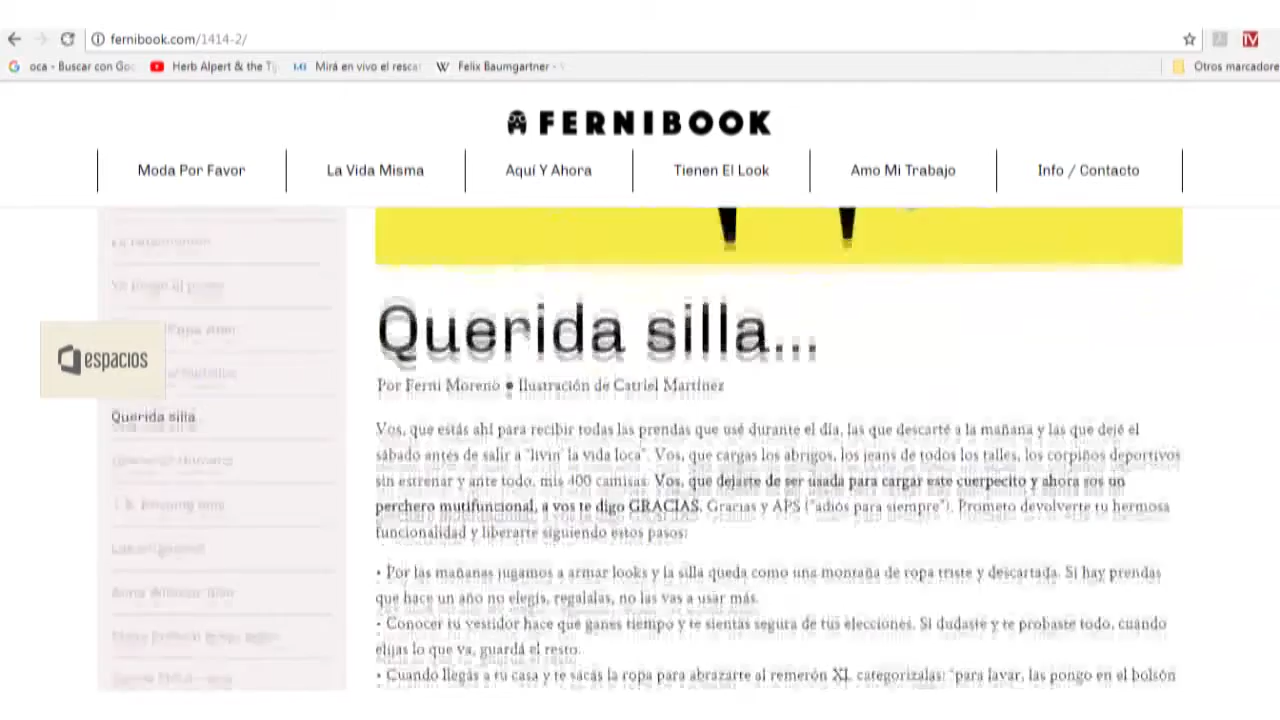 fernibook.com/1414-2/
oca - Buscar con Goo
Herb Alpert & the Tij
Mirá en vivo el rescat
Felix Baumgartner -
Otros marcadore
FERNIBOOK
Moda Por Favor
La Vida Misma
Aquí Y Ahora
Tienen El Look
Amo Mi Trabajo
Info / Contacto
espacios
Querida silla
Querida silla...
Por Ferni Moreno • Ilustración de Catriel Martínez
Vos, que estás ahí para recibir todas las prendas que usé durante el día, las que descarté a la mañana y las que dejé el
sábado antes de salir a "livin' la vida loca". Vos, que cargas los abrigos, los jeans de todos los talles, los corpiños deportivos
sin estrenar y ante todo, mis 400 camisas. Vos, que dejaste de ser usada para cargar este cuerpecito y ahora sos un
perchero mutifuncional, a vos te digo GRACIAS. Gracias y APS ("adiós para siempre"). Prometo devolverte tu hermosa
funcionalidad y liberarte siguiendo estos pasos:
• Por las mañanas jugamos a armar looks y la silla queda como una montaña de ropa triste y descartada. Si hay prendas
que hace un año no elegís, regalalas, no las vas a usar más.
• Conocer tu vestidor hace que ganes tiempo y te sientas segura de tus elecciones. Si dudaste y te probaste todo, cuando
elijas lo que va, guardá el resto.
• Cuando llegás a tu casa y te sacás la ropa para abrazarte al remerón XL, categorizalas: "para lavar, las pongo en el bolsón